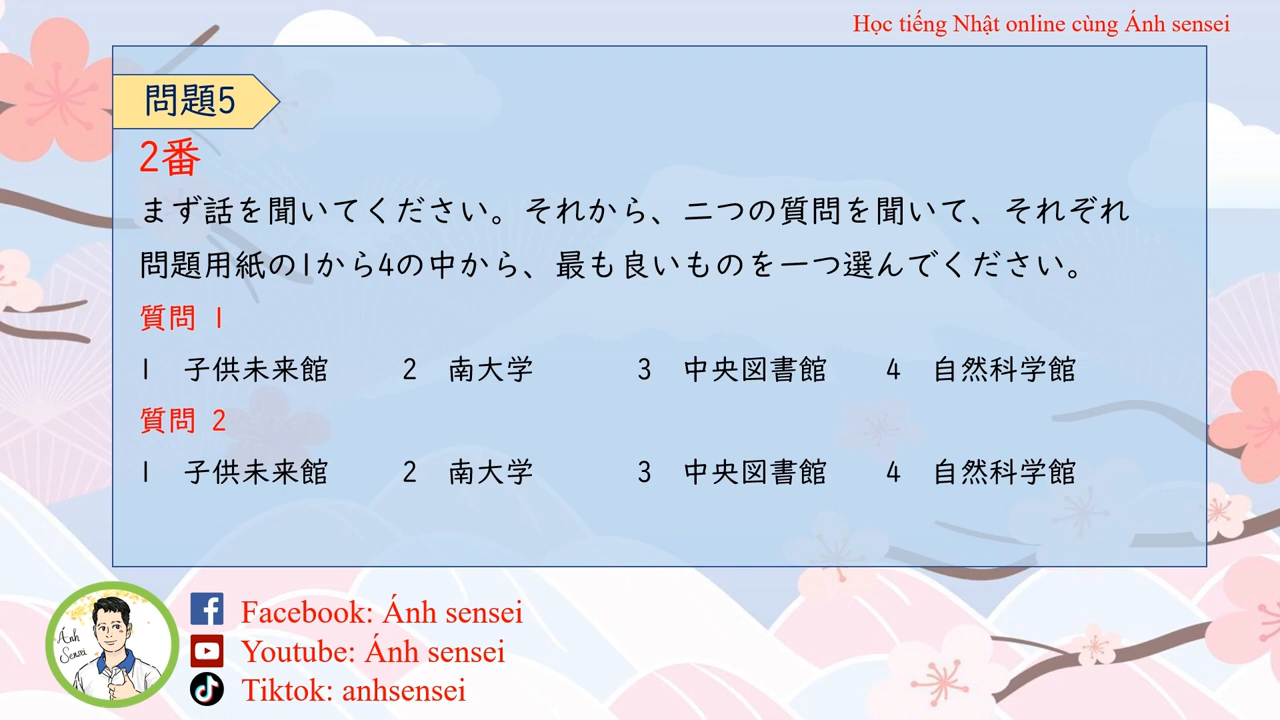 Học tiếng Nhật online cùng Ánh sensei
問題5
2番
まず話を聞いてください。それから、二つの質問を聞いて、それぞれ
問題用紙の1から4の中から、最も良いものを一つ選んでください。
質問 1
1 子供未来館 2 南大学 3 中央図書館 4 自然科学館
質問 2
1 子供未来館 2 南大学 3 中央図書館 4 自然科学館
Ánh Sensei
Facebook: Ánh sensei
Youtube: Ánh sensei
Tiktok: anhsensei